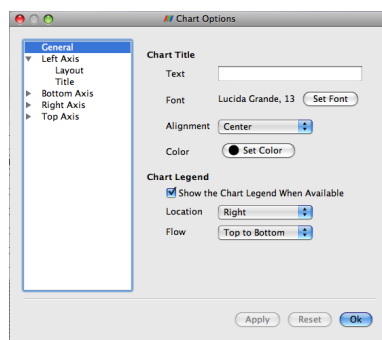 Chart Options
General
Left Axis
Layout
Title
Bottom Axis
Right Axis
Top Axis
Chart Title
Text
Font Lucida Grande, 13 Set Font
Alignment Center
Color Set Color
Chart Legend
Show the Chart Legend When Available
Location Right
Flow Top to Bottom
Apply Reset Ok